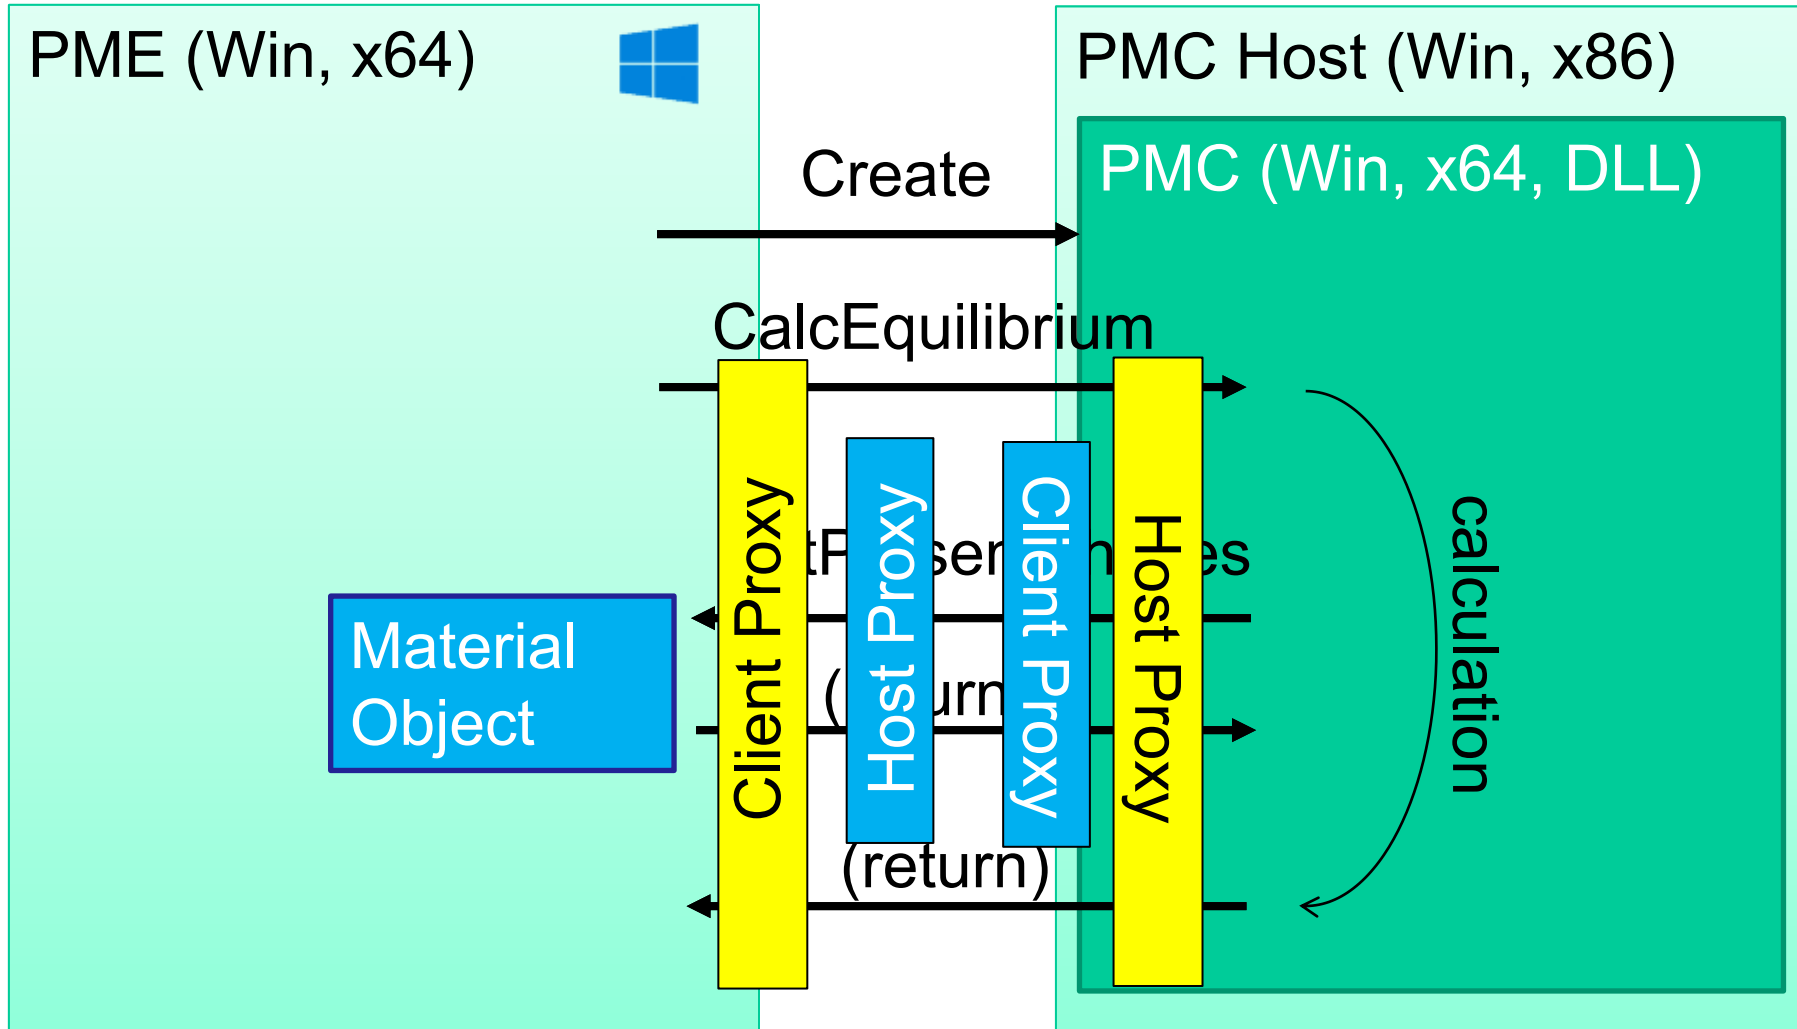 PME (Win, x64)
PMC Host (Win, x86)
PMC (Win, x64, DLL)
Create
CalcEquilibrium
Client Proxy
Host Proxy
Client Proxy
Host Proxy
calculation
Material
Object
(return)